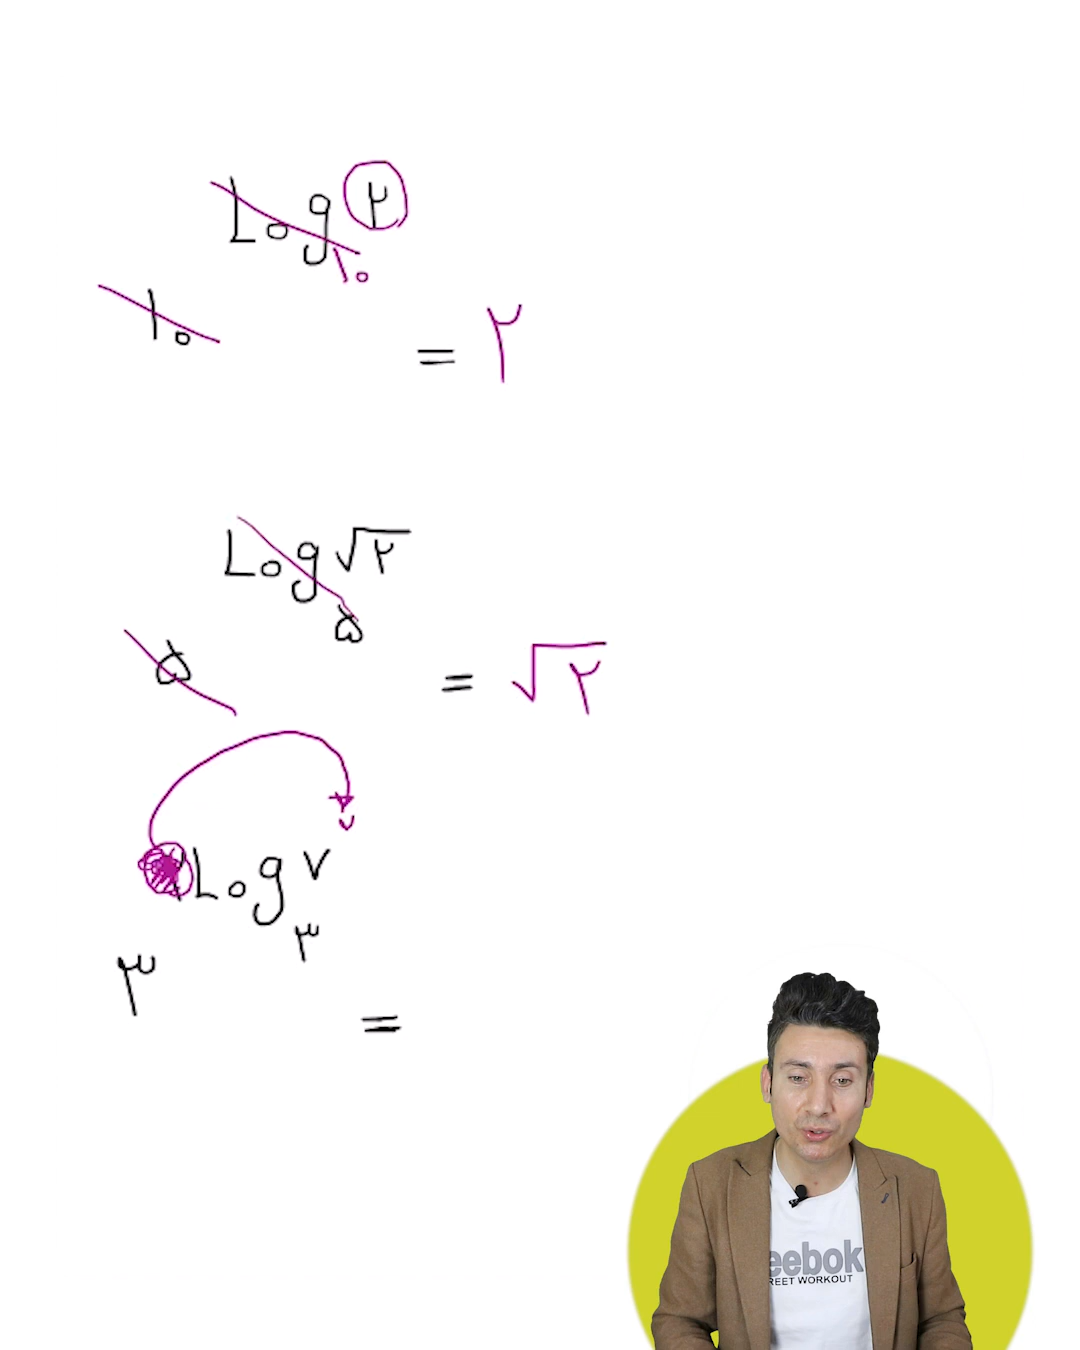 Log ۲
۱۰
۱۰
= ۲
Log √۲
۵
۵
= √۲
Log ۷
۳
۳
=
eebok
REET WORKOUT